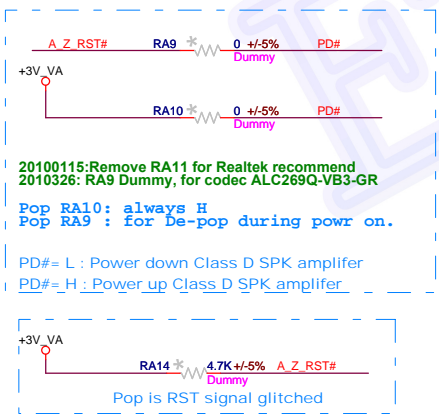 A_Z_RST# RA9 * 0 +/-5% PD#
Dummy
+3V_VA
RA10 * 0 +/-5% PD#
Dummy
20100115:Remove RA11 for Realtek recommend
2010326: RA9 Dummy, for codec ALC269Q-VB3-GR
Pop RA10: always H
Pop RA9 : for De-pop during powr on.
PD#= L : Power down Class D SPK amplifer
PD#= H : Power up Class D SPK amplifer
+3V_VA
RA14 * 4.7K +/-5% A_Z_RST#
Dummy
Pop is RST signal glitched